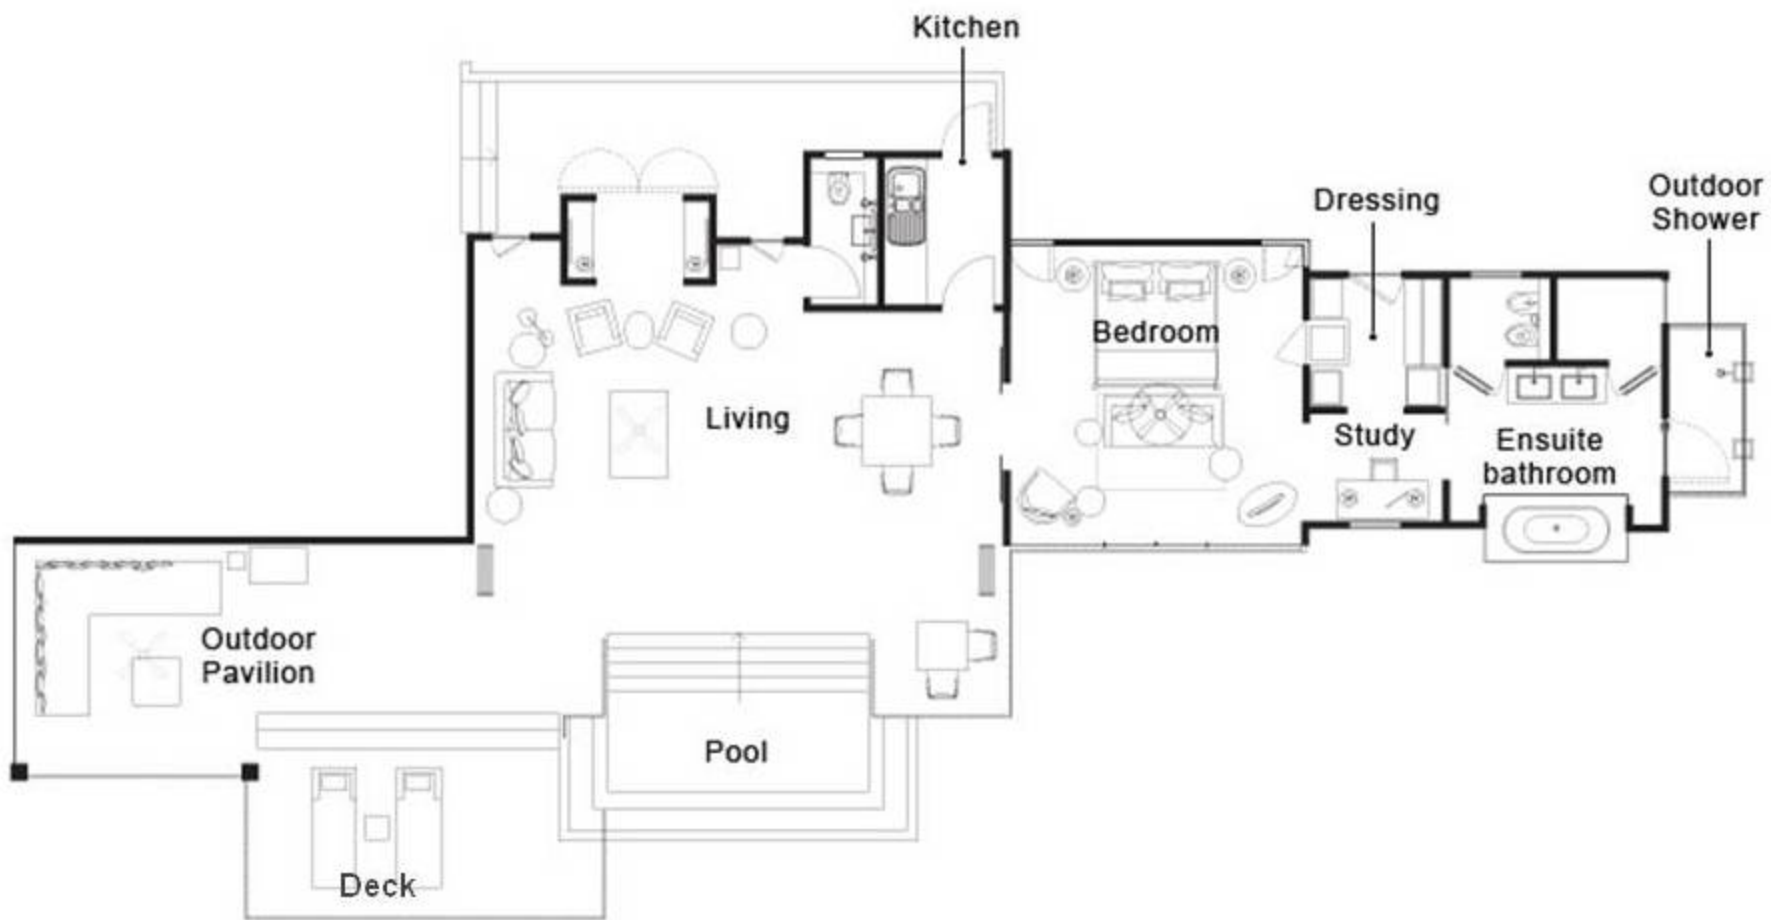 Kitchen
Dressing
Outdoor
Shower
Bedroom
Living
Study
Ensuite
bathroom
Outdoor
Pavilion
Pool
Deck